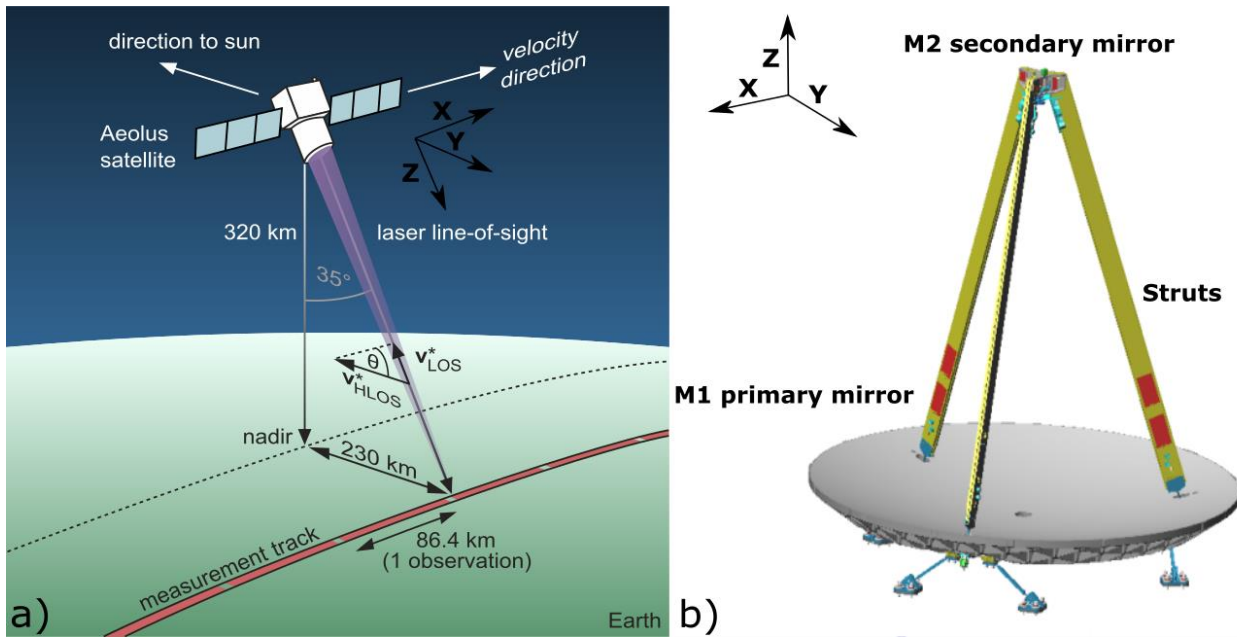 direction to sun
velocity
direction
Aeolus
satellite
X
Y
Z
320 km
laser line-of-sight
35°
θ
v*LOS
v*HLOS
nadir
230 km
86.4 km
(1 observation)
measurement track
Earth
a)
M2 secondary mirror
Z
X
Y
Struts
M1 primary mirror
b)